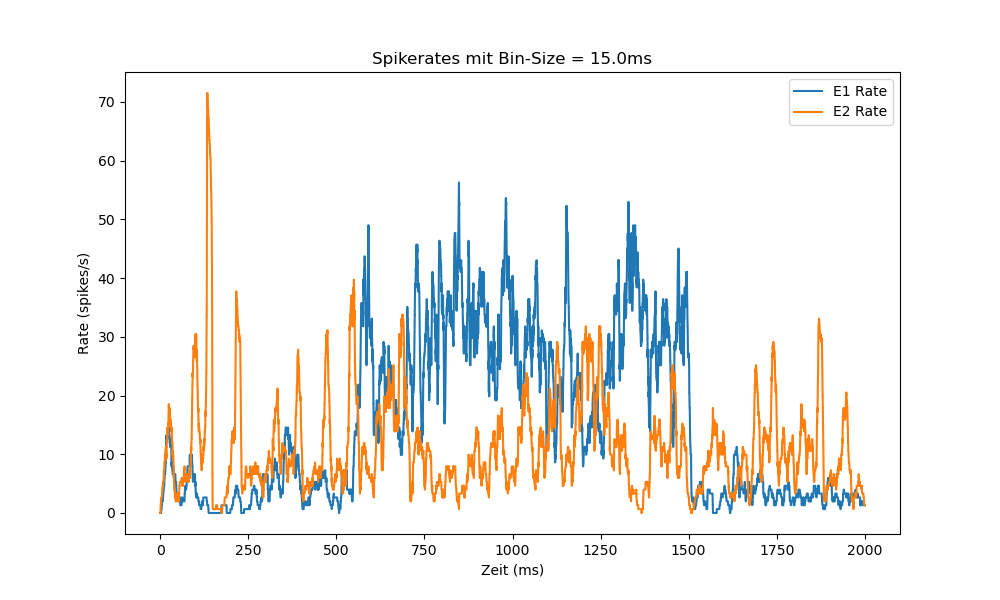 Spikerates mit Bin-Size = 15.0ms
E1 Rate
E2 Rate
Rate (spikes/s)
70
60
50
40
30
20
10
0
0 250 500 750 1000 1250 1500 1750 2000
Zeit (ms)